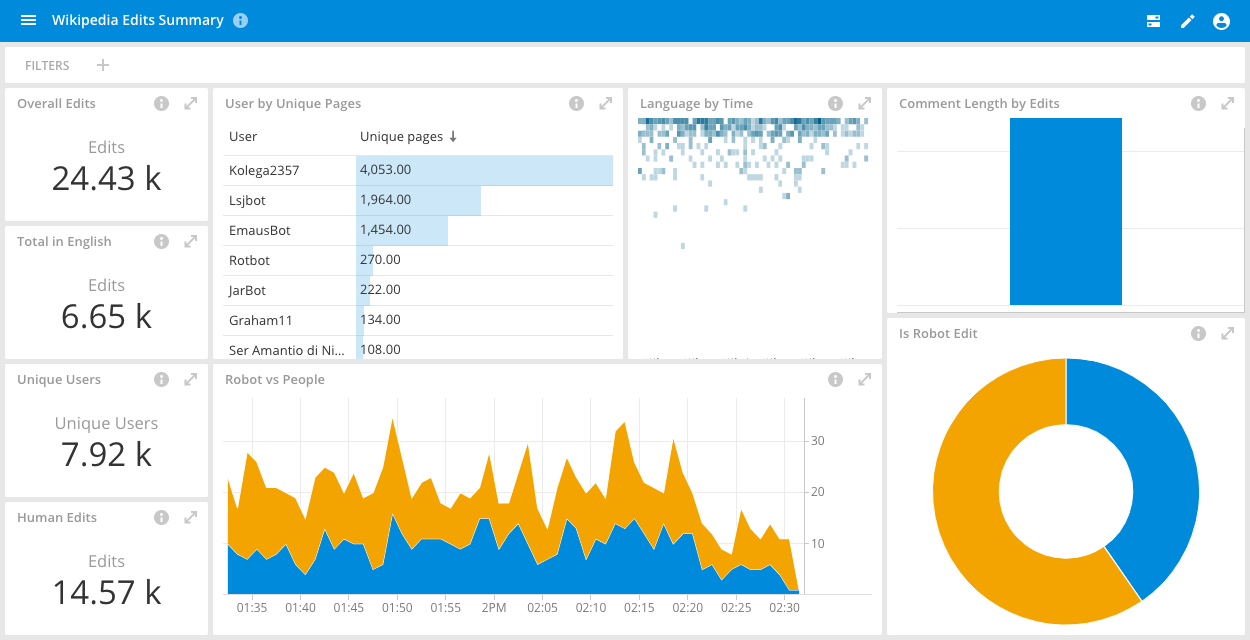 Wikipedia Edits Summary
FILTERS +
Overall Edits
Edits
24.43 k
Total in English
Edits
6.65 k
Unique Users
Unique Users
7.92 k
Human Edits
Edits
14.57 k
User by Unique Pages
User Unique pages ↓
Kolega2357 4,053.00
Lsjbot 1,964.00
EmausBot 1,454.00
Rotbot 270.00
JarBot 222.00
Graham11 134.00
Ser Amantio di Ni... 108.00
Language by Time
Comment Length by Edits
Robot vs People
30
20
10
01:35 01:40 01:45 01:50 01:55 2PM 02:05 02:10 02:15 02:20 02:25 02:30
Is Robot Edit